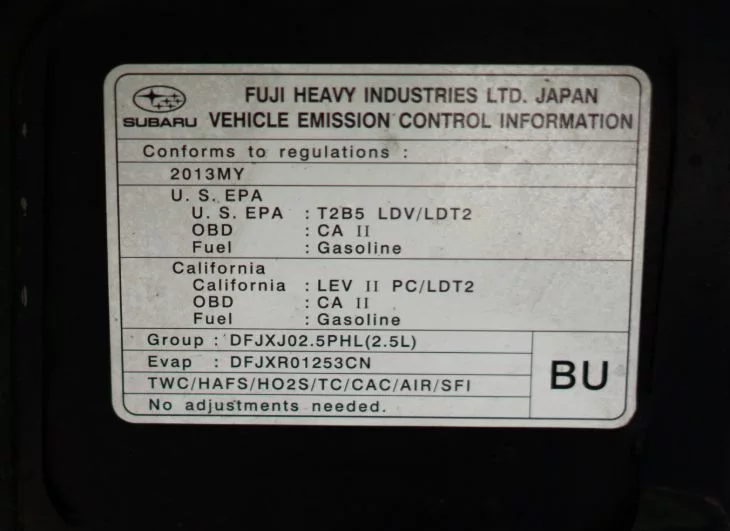 FUJI HEAVY INDUSTRIES LTD. JAPAN
SUBARU VEHICLE EMISSION CONTROL INFORMATION
Conforms to regulations :
2013MY
U. S. EPA
U. S. EPA : T2B5 LDV/LDT2
OBD : CA II
Fuel : Gasoline
California
California : LEV II PC/LDT2
OBD : CA II
Fuel : Gasoline
Group : DFJXJ02.5PHL(2.5L)
Evap : DFJXR01253CN
TWC/HAFS/HO2S/TC/CAC/AIR/SFI
No adjustments needed.
BU